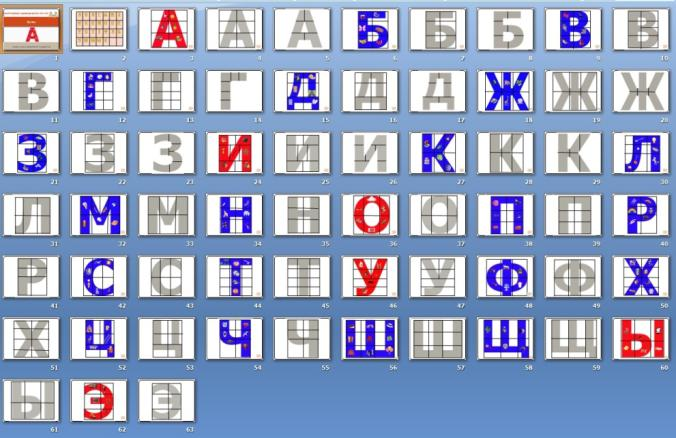 А А А А Б Б Б В В
1 2 3 4 5 6 7 8 9 10
В Г Г Г Д Д Д Ж Ж Ж
11 12 13 14 15 16 17 18 19 20
З З З И И И К К К Л
21 22 23 24 25 26 27 28 29 30
Л М М Н Н О О П П Р
31 32 33 34 35 36 37 38 39 40
Р С С Т Т У У Ф Ф Х
41 42 43 44 45 46 47 48 49 50
Х Ц Ц Ч Ч Ш Ш Щ Щ Ы
51 52 53 54 55 56 57 58 59 60
Ы Э Э
61 62 63